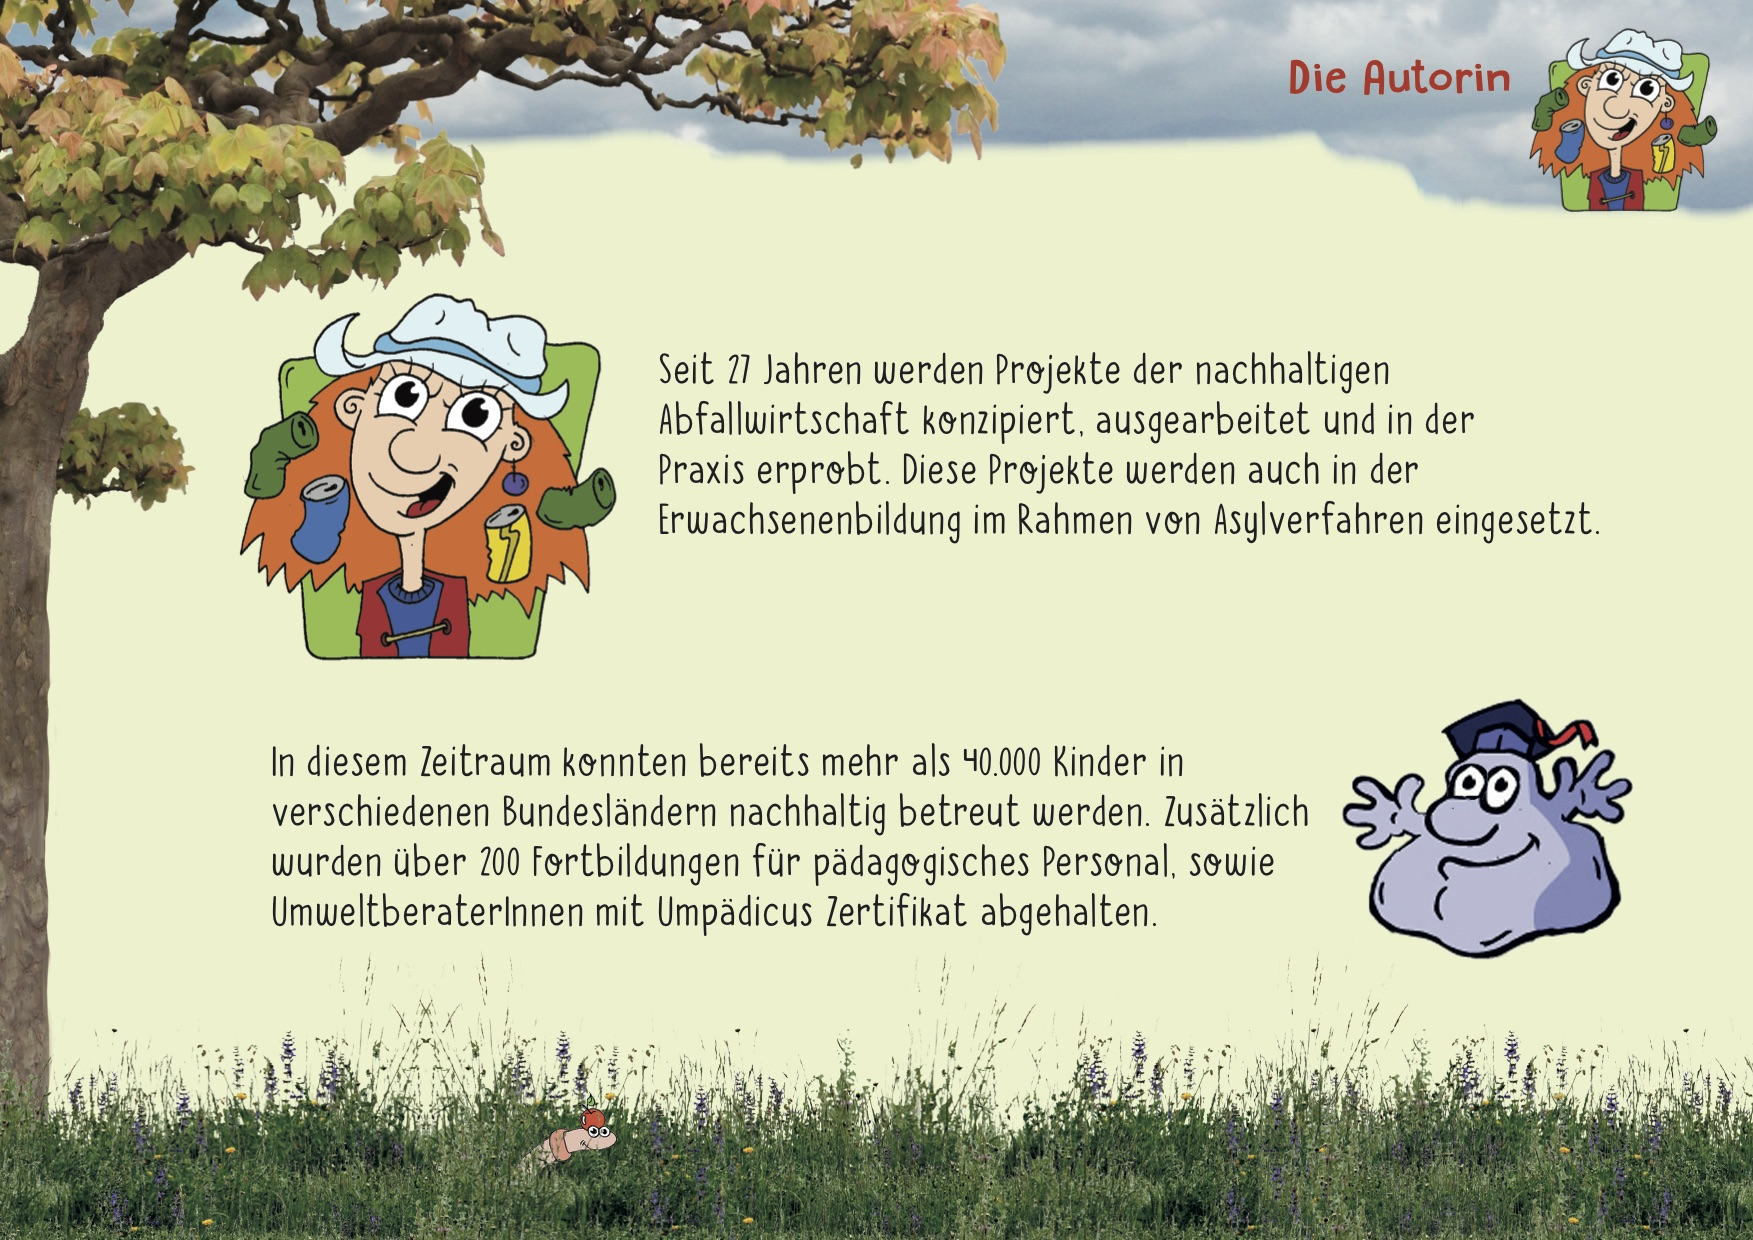 Die Autorin
Seit 27 Jahren werden Projekte der nachhaltigen
Abfallwirtschaft konzipiert, ausgearbeitet und in der
Praxis erprobt. Diese Projekte werden auch in der
Erwachsenenbildung im Rahmen von Asylverfahren eingesetzt.
In diesem Zeitraum konnten bereits mehr als 40.000 Kinder in
verschiedenen Bundesländern nachhaltig betreut werden. Zusätzlich
wurden über 200 Fortbildungen für pädagogisches Personal, sowie
UmweltberaterInnen mit Umpädicus Zertifikat abgehalten.